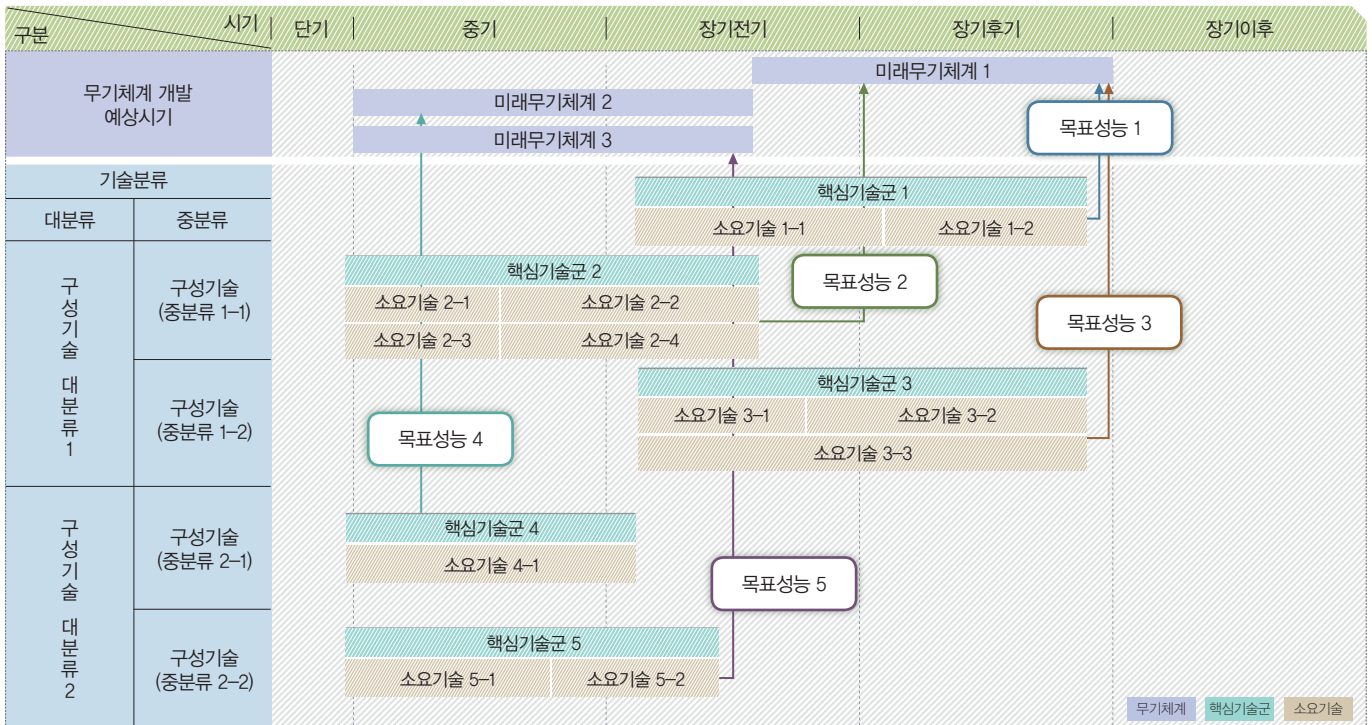 구분
시기
단기
중기
장기전기
장기후기
장기이후
무기체계 개발
예상시기
미래무기체계 1
미래무기체계 2
미래무기체계 3
목표성능 1
기술분류
대분류
중분류
핵심기술군 1
소요기술 1–1
소요기술 1–2
구성기술 대분류1
구성기술
(중분류 1–1)
핵심기술군 2
소요기술 2–1
소요기술 2–2
소요기술 2–3
소요기술 2–4
목표성능 2
목표성능 3
구성기술
(중분류 1–2)
핵심기술군 3
소요기술 3–1
소요기술 3–2
소요기술 3–3
목표성능 4
구성기술 대분류2
구성기술
(중분류 2–1)
핵심기술군 4
소요기술 4–1
목표성능 5
구성기술
(중분류 2–2)
핵심기술군 5
소요기술 5–1
소요기술 5–2
무기체계
핵심기술군
소요기술